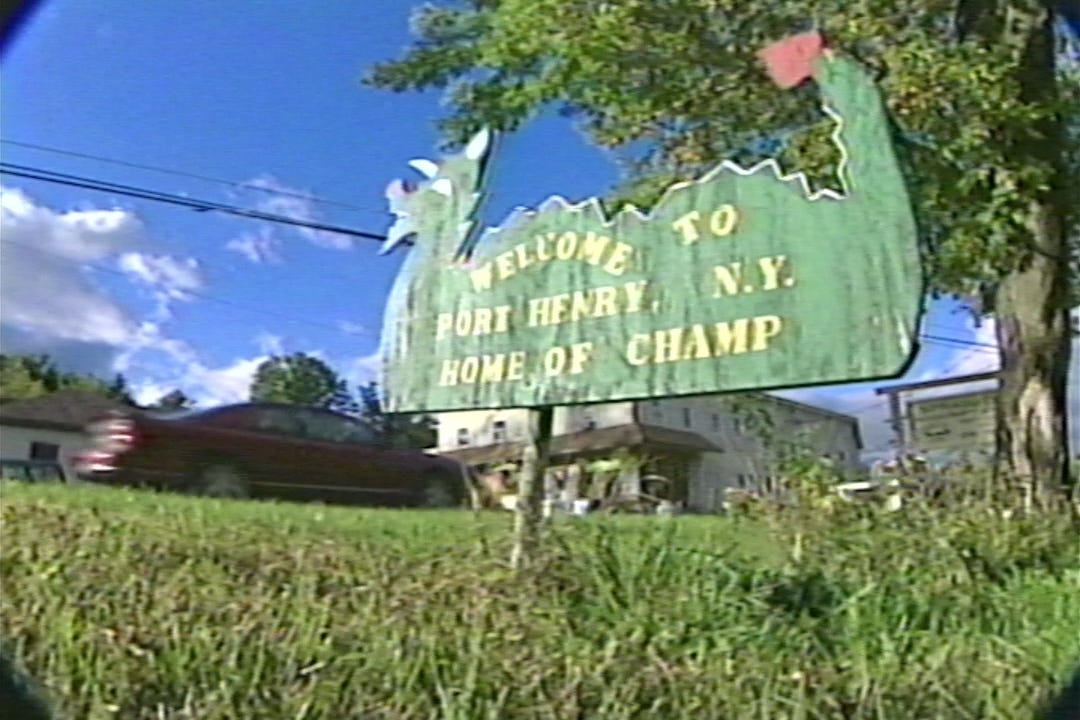 WELCOME TO
PORT HENRY, N.Y.
HOME OF CHAMP